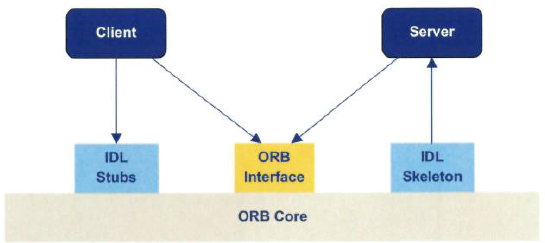 Client
Server
IDL
Stubs
ORB
Interface
IDL
Skeleton
ORB Core